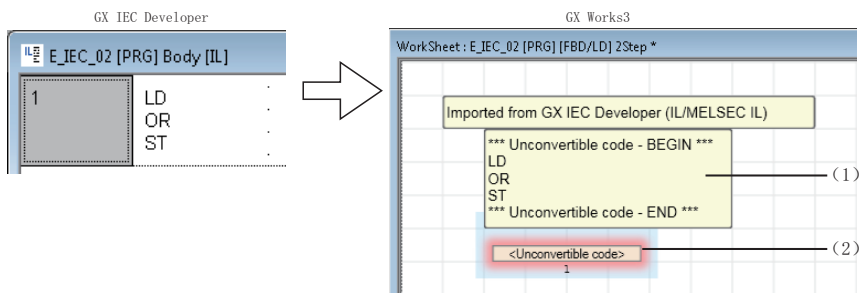 GX IEC Developer
GX Works3
E_IEC_02 [PRG] Body [IL]
1
LD
OR
ST
WorkSheet : E_IEC_02 [PRG] [FBD/LD] 2Step *
Imported from GX IEC Developer (IL/MELSEC IL)
*** Unconvertible code - BEGIN ***
LD
OR
ST
*** Unconvertible code - END ***
(1)
<Unconvertible code>
(2)
1